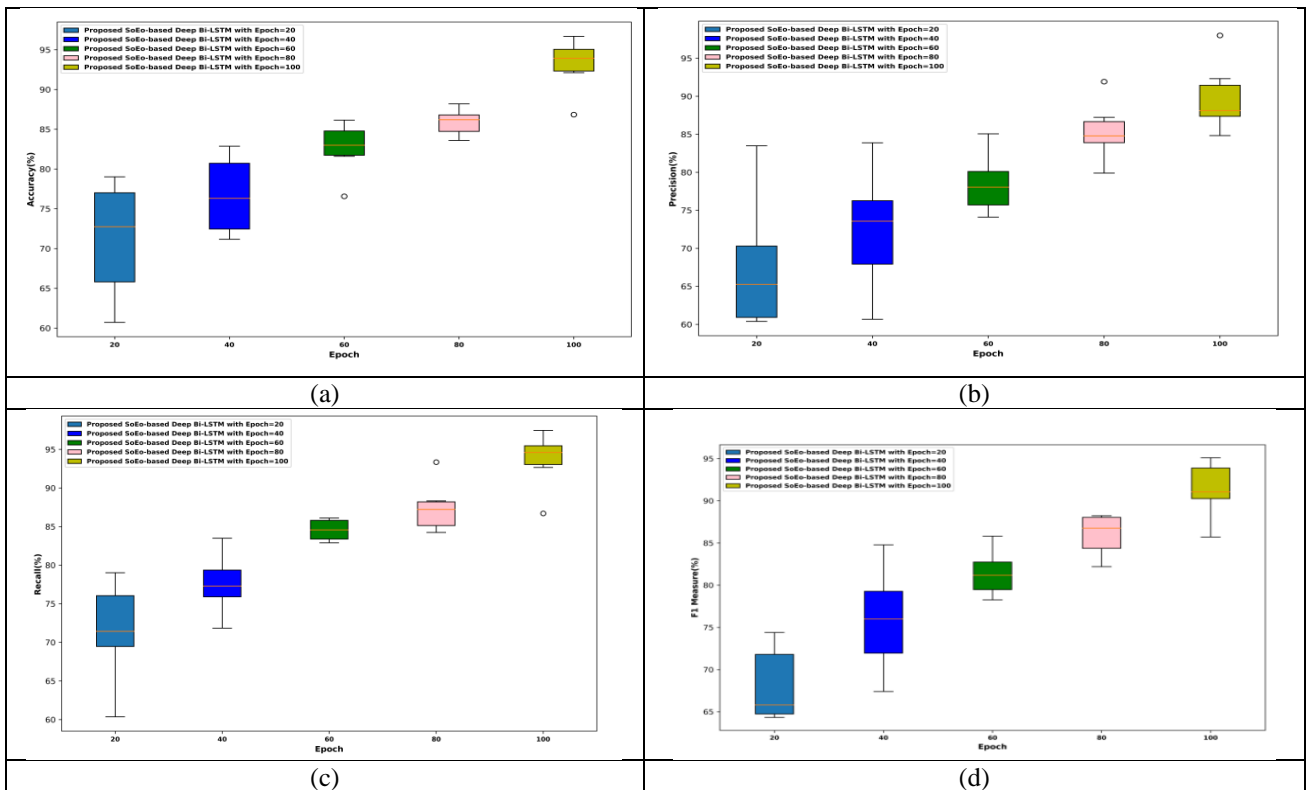 Proposed SoEo-based Deep Bi-LSTM with Epoch=20
Proposed SoEo-based Deep Bi-LSTM with Epoch=40
Proposed SoEo-based Deep Bi-LSTM with Epoch=60
Proposed SoEo-based Deep Bi-LSTM with Epoch=80
Proposed SoEo-based Deep Bi-LSTM with Epoch=100
Accuracy(%)
95
90
85
80
75
70
65
60
20 40 60 80 100
Epoch
(a)
Proposed SoEo-based Deep Bi-LSTM with Epoch=20
Proposed SoEo-based Deep Bi-LSTM with Epoch=40
Proposed SoEo-based Deep Bi-LSTM with Epoch=60
Proposed SoEo-based Deep Bi-LSTM with Epoch=80
Proposed SoEo-based Deep Bi-LSTM with Epoch=100
Precision(%)
95
90
85
80
75
70
65
60
20 40 60 80 100
Epoch
(b)
Proposed SoEo-based Deep Bi-LSTM with Epoch=20
Proposed SoEo-based Deep Bi-LSTM with Epoch=40
Proposed SoEo-based Deep Bi-LSTM with Epoch=60
Proposed SoEo-based Deep Bi-LSTM with Epoch=80
Proposed SoEo-based Deep Bi-LSTM with Epoch=100
Recall(%)
95
90
85
80
75
70
65
60
20 40 60 80 100
Epoch
(c)
Proposed SoEo-based Deep Bi-LSTM with Epoch=20
Proposed SoEo-based Deep Bi-LSTM with Epoch=40
Proposed SoEo-based Deep Bi-LSTM with Epoch=60
Proposed SoEo-based Deep Bi-LSTM with Epoch=80
Proposed SoEo-based Deep Bi-LSTM with Epoch=100
F1 Measure(%)
95
90
85
80
75
70
65
20 40 60 80 100
Epoch
(d)